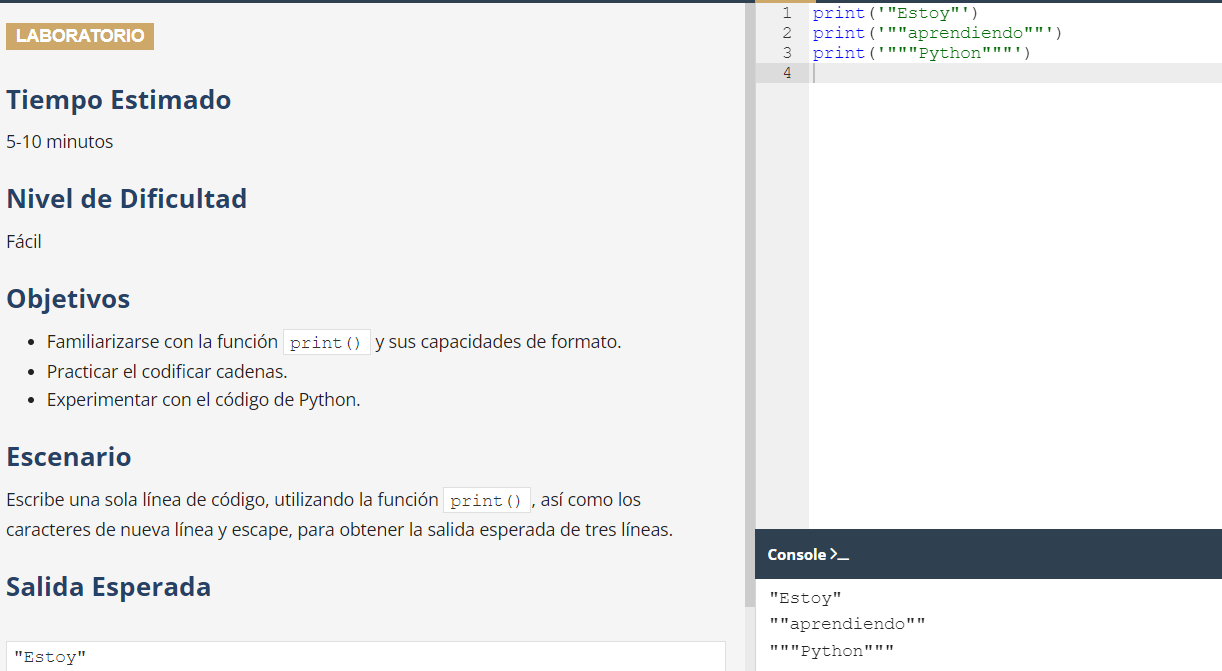 LABORATORIO
Tiempo Estimado
5-10 minutos
Nivel de Dificultad
Fácil
Objetivos
• Familiarizarse con la función print() y sus capacidades de formato.
• Practicar el codificar cadenas.
• Experimentar con el código de Python.
Escenario
Escribe una sola línea de código, utilizando la función print() , así como los
caracteres de nueva línea y escape, para obtener la salida esperada de tres líneas.
Salida Esperada
"Estoy"
1 print('"Estoy"')
2 print('""aprendiendo""')
3 print('"""Python"""')
4
Console >_
"Estoy"
""aprendiendo""
"""Python"""